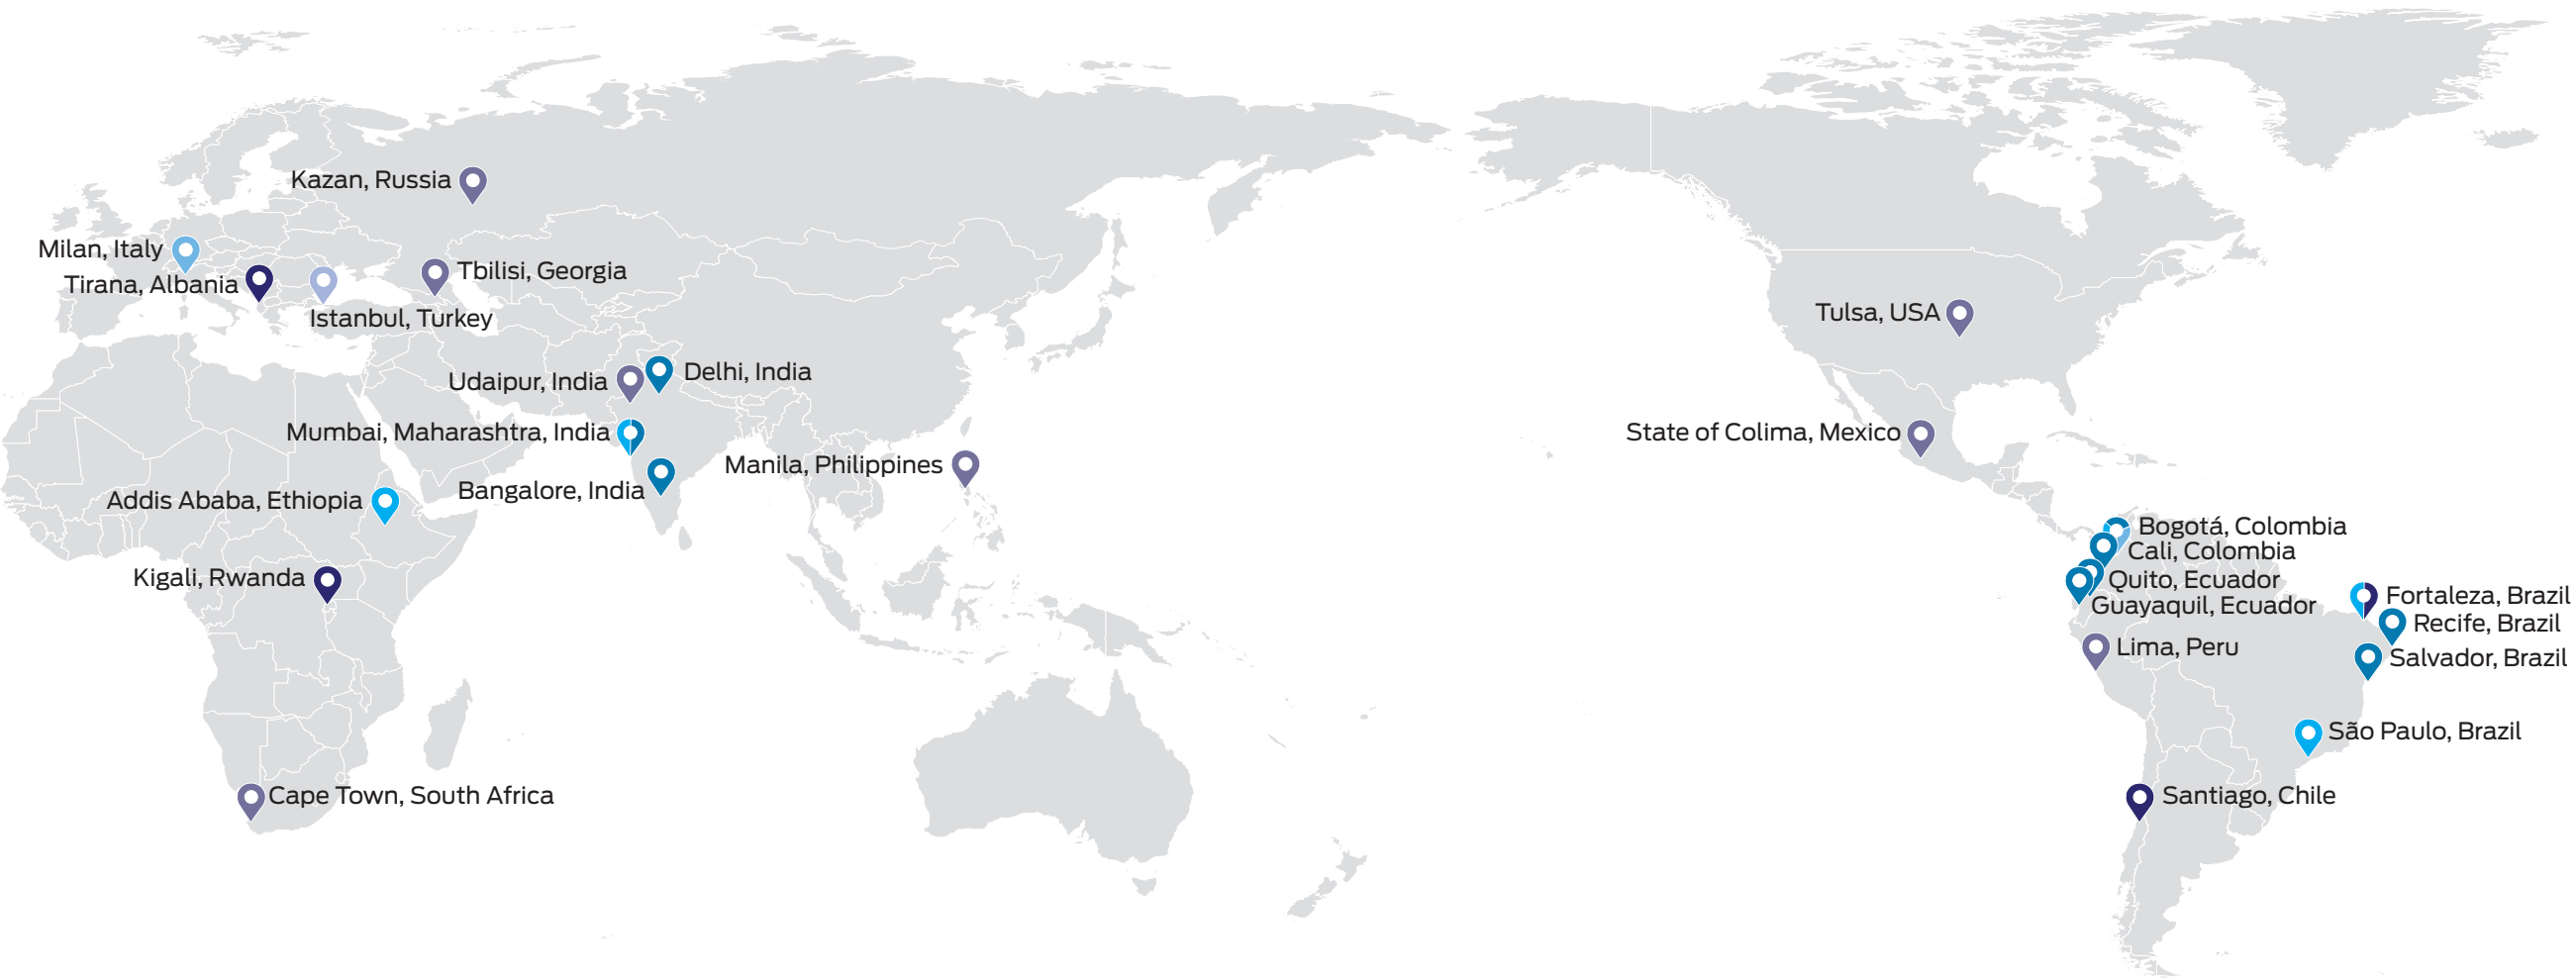 Kazan, Russia
Milan, Italy
Tirana, Albania
Tbilisi, Georgia
Istanbul, Turkey
Tulsa, USA
Udaipur, India
Delhi, India
Mumbai, Maharashtra, India
State of Colima, Mexico
Manila, Philippines
Bangalore, India
Addis Ababa, Ethiopia
Bogotá, Colombia
Cali, Colombia
Kigali, Rwanda
Quito, Ecuador
Fortaleza, Brazil
Guayaquil, Ecuador
Recife, Brazil
Lima, Peru
Salvador, Brazil
São Paulo, Brazil
Cape Town, South Africa
Santiago, Chile